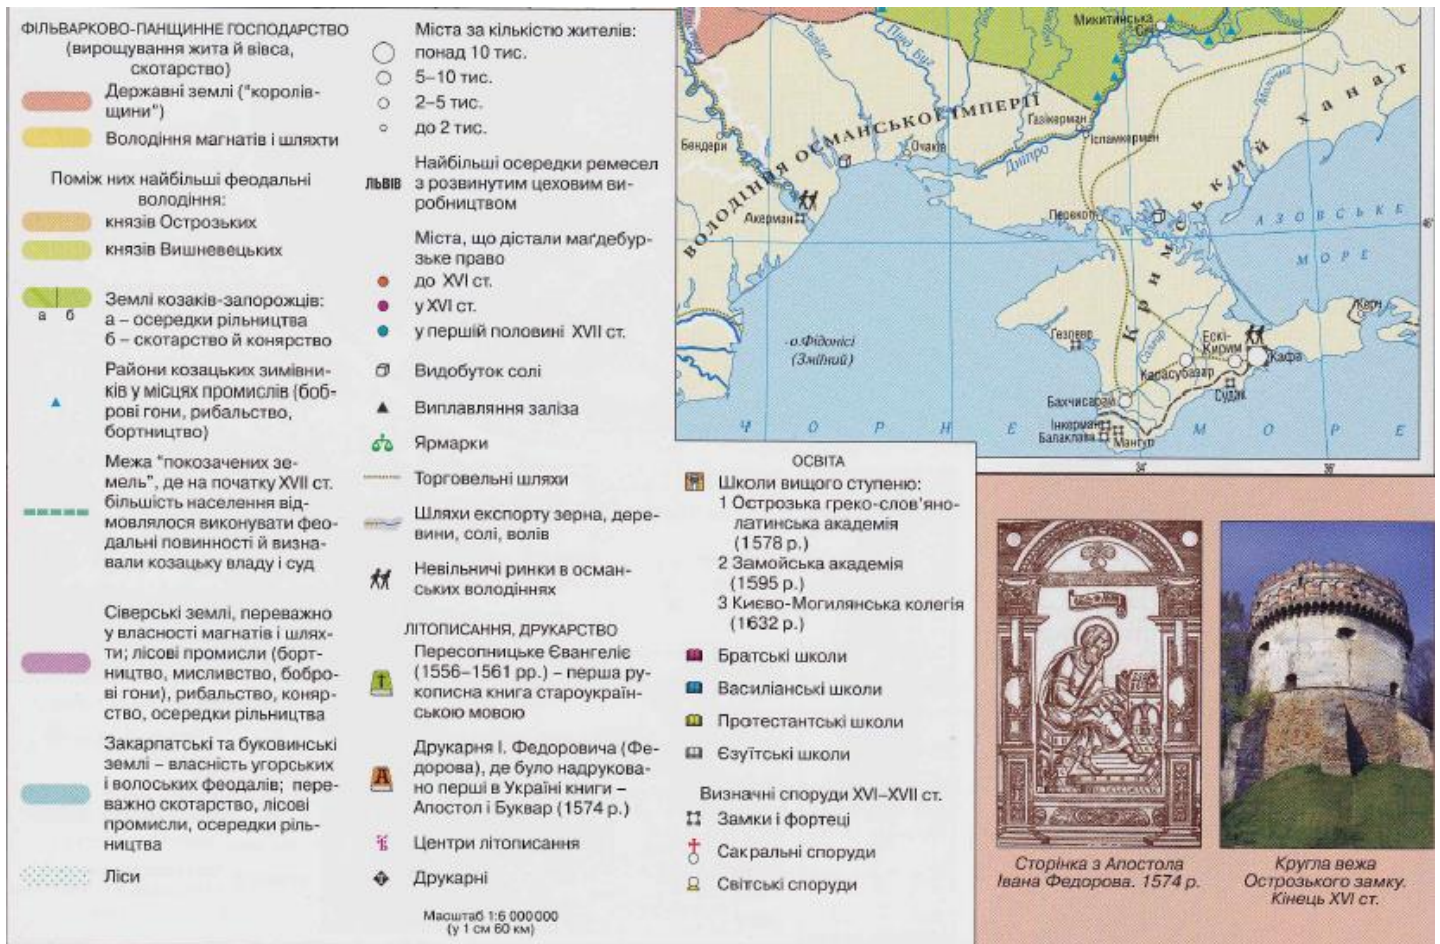 ФІЛЬВАРКОВО-ПАНЩИННЕ ГОСПОДАРСТВО
(вирощування жита й вівса,
скотарство)
Державні землі ("королів-
щини")
Володіння магнатів і шляхти
Поміж них найбільші феодальні
володіння:
князів Острозьких
князів Вишневецьких
Землі козаків-запорожців:
а – осередки рільництва
б – скотарство й конярство
а б
Райони козацьких зимівни-
ків у місцях промислів (боб-
рові гони, рибальство,
бортництво)
Межа "покозачених зе-
мель", де на початку XVII ст.
більшість населення від-
мовлялося виконувати фео-
дальні повинності й визна-
вали козацьку владу і суд
Сіверські землі, переважно
у власності магнатів і шлях-
ти; лісові промисли (борт-
ництво, мисливство, бобро-
ві гони), рибальство, коняр-
ство, осередки рільництва
Закарпатські та буковинські
землі – власність угорських
і волоських феодалів; пере-
важно скотарство, лісові
промисли, осередки ріль-
ництва
Ліси
Міста за кількістю жителів:
понад 10 тис.
5–10 тис.
2–5 тис.
до 2 тис.
Найбільші осередки ремесел
ЛЬВІВ з розвинутим цеховим ви-
робництвом
Міста, що дістали маґдебур-
зьке право
до XVI ст.
у XVI ст.
у першій половині XVII ст.
Видобуток солі
Виплавляння заліза
Ярмарки
Торговельні шляхи
Шляхи експорту зерна, дере-
вини, солі, волів
Невільничі ринки в осман-
ських володіннях
ЛІТОПИСАННЯ, ДРУКАРСТВО
Пересопницьке Євангеліє
(1556–1561 рр.) – перша ру-
кописна книга староукраїн-
ською мовою
Друкарня І. Федоровича (Фе-
дорова), де було надрукова-
но перші в Україні книги –
Апостол і Буквар (1574 р.)
Центри літописання
Друкарні
Масштаб 1:6 000 000
(у 1 см 60 км)
ОСВІТА
Школи вищого ступеню:
1 Острозька греко-слов'яно-
латинська академія
(1578 р.)
2 Замойська академія
(1595 р.)
3 Києво-Могилянська колегія
(1632 р.)
Братські школи
Василіанські школи
Протестантські школи
Єзуїтські школи
Визначні споруди XVI–XVII ст.
Замки і фортеці
Сакральні споруди
Світські споруди
Микитинська
Січ
Південний Буг
Молочна
ВОЛОДІННЯ ОСМАНСЬКОЇ ІМПЕРІЇ
Кримський ханат
Бендери
Очаків
Газікерман
Ісламкерман
Дніпро
Акерман
Перекоп
АЗОВСЬКЕ
МОРЕ
о.Фідонісі
(Зміїний)
Гезлевр
Салгир
Ескі-
Кирим
Керч
Кафа
Карасубазар
Судак
Бахчисарай
Інкерман
Балаклава
Мангуп
ЧОРНЕ МОРЕ
34°
36°
46°
Сторінка з Апостола
Івана Федорова. 1574 р.
Кругла вежа
Острозького замку.
Кінець XVI ст.